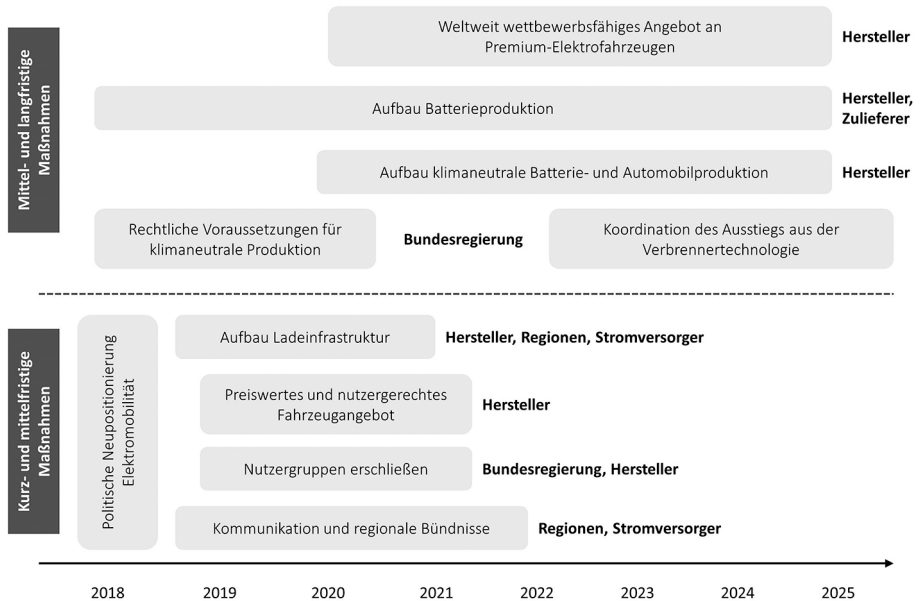 Mittel- und langfristige
Maßnahmen
Weltweit wettbewerbsfähiges Angebot an
Premium-Elektrofahrzeugen
Hersteller
Aufbau Batterieproduktion
Hersteller,
Zulieferer
Aufbau klimaneutrale Batterie- und Automobilproduktion
Hersteller
Rechtliche Voraussetzungen für
klimaneutrale Produktion
Bundesregierung
Koordination des Ausstiegs aus der
Verbrennertechnologie
Kurz- und mittelfristige
Maßnahmen
Politische Neupositionierung
Elektromobilität
Aufbau Ladeinfrastruktur
Hersteller, Regionen, Stromversorger
Preiswertes und nutzergerechtes
Fahrzeugangebot
Hersteller
Nutzergruppen erschließen
Bundesregierung, Hersteller
Kommunikation und regionale Bündnisse
Regionen, Stromversorger
2018 2019 2020 2021 2022 2023 2024 2025